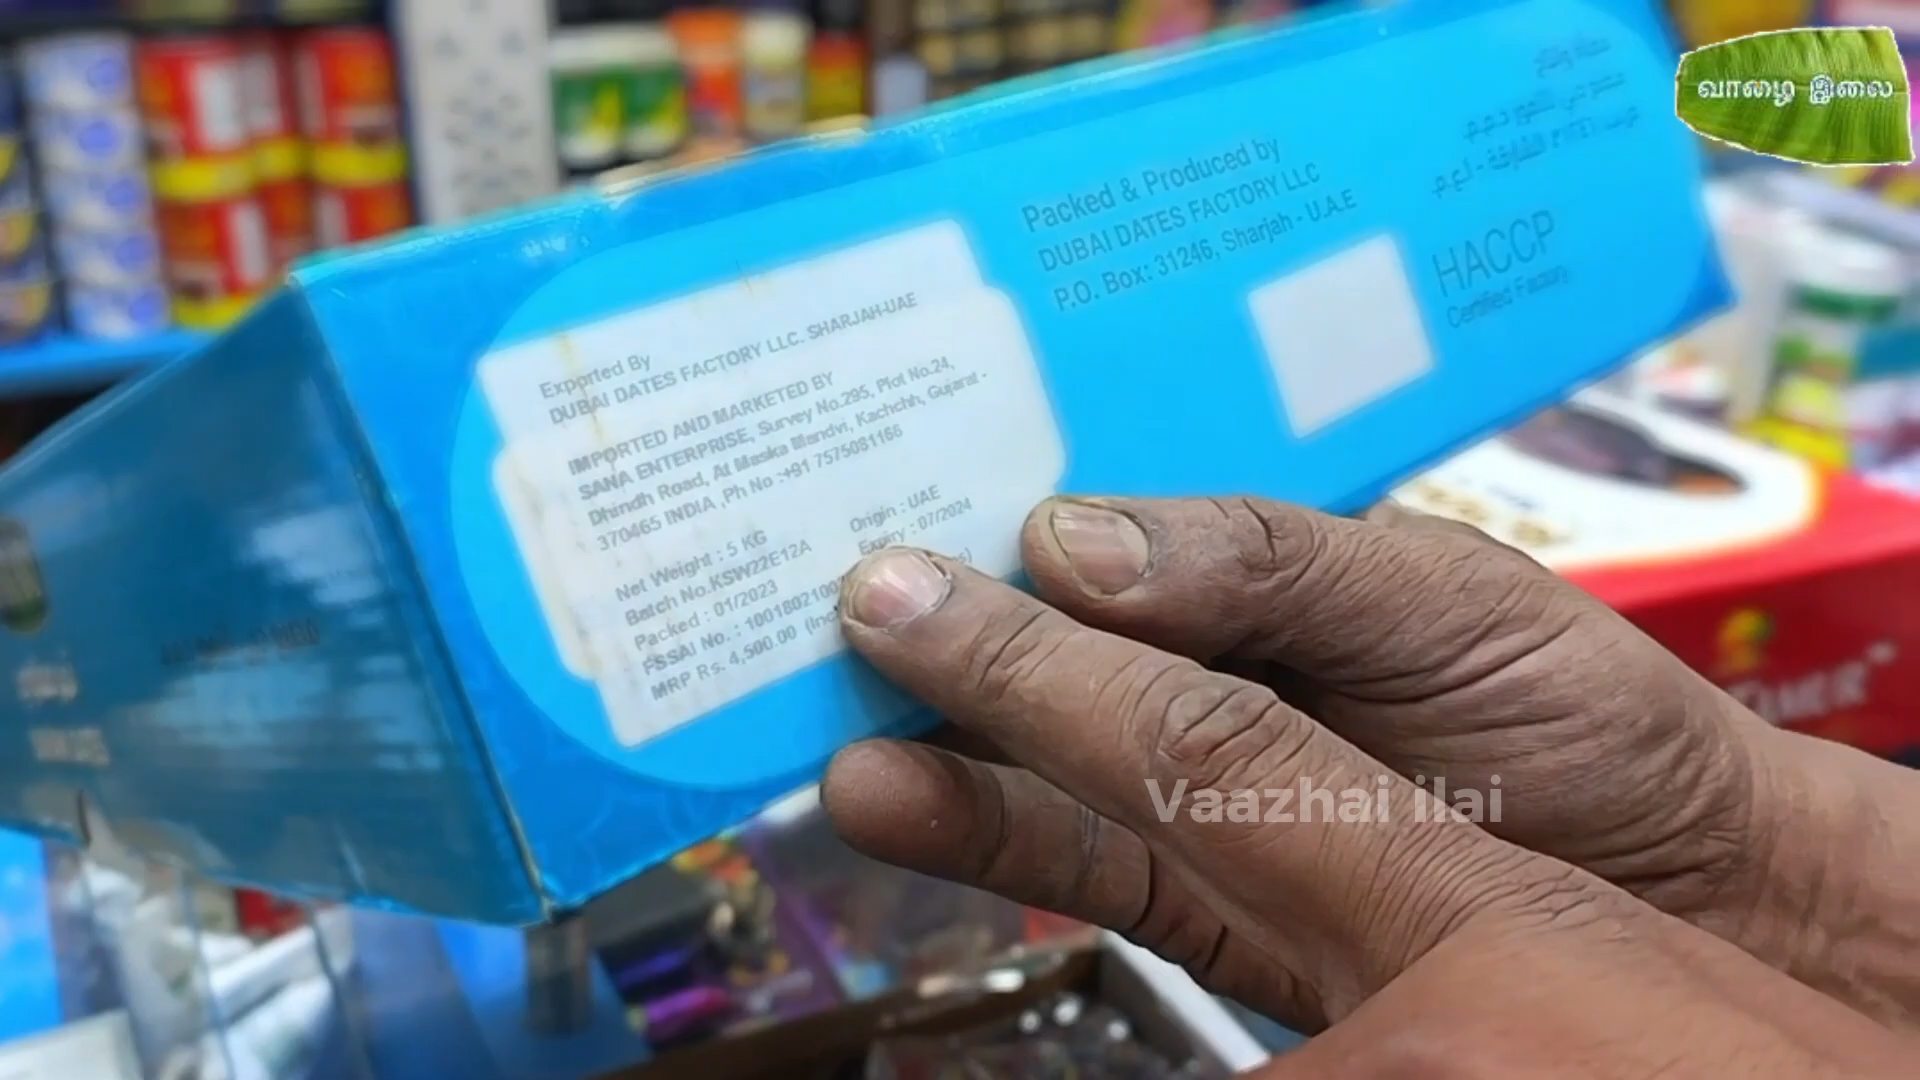 வாழை இலை
Packed & Produced by
DUBAI DATES FACTORY LLC
P.O. Box: 31246, Sharjah - U.A.E
HACCP
Certified Factory
Exported By
DUBAI DATES FACTORY LLC. SHARJAH-UAE
IMPORTED AND MARKETED BY
SANA ENTERPRISE, Survey No.295, Plot No.24,
Dhindh Road, At Maska Mandvi, Kachchh, Gujarat -
370465 INDIA ,Ph No :+91 7575081166
Net Weight : 5 KG
Origin : UAE
Batch No.KSW22E12A
Expiry : 07/2024
Packed : 01/2023
FSSAI No. : 1001802100
MRP Rs. 4,500.00 (Inc
Vaazhai ilai